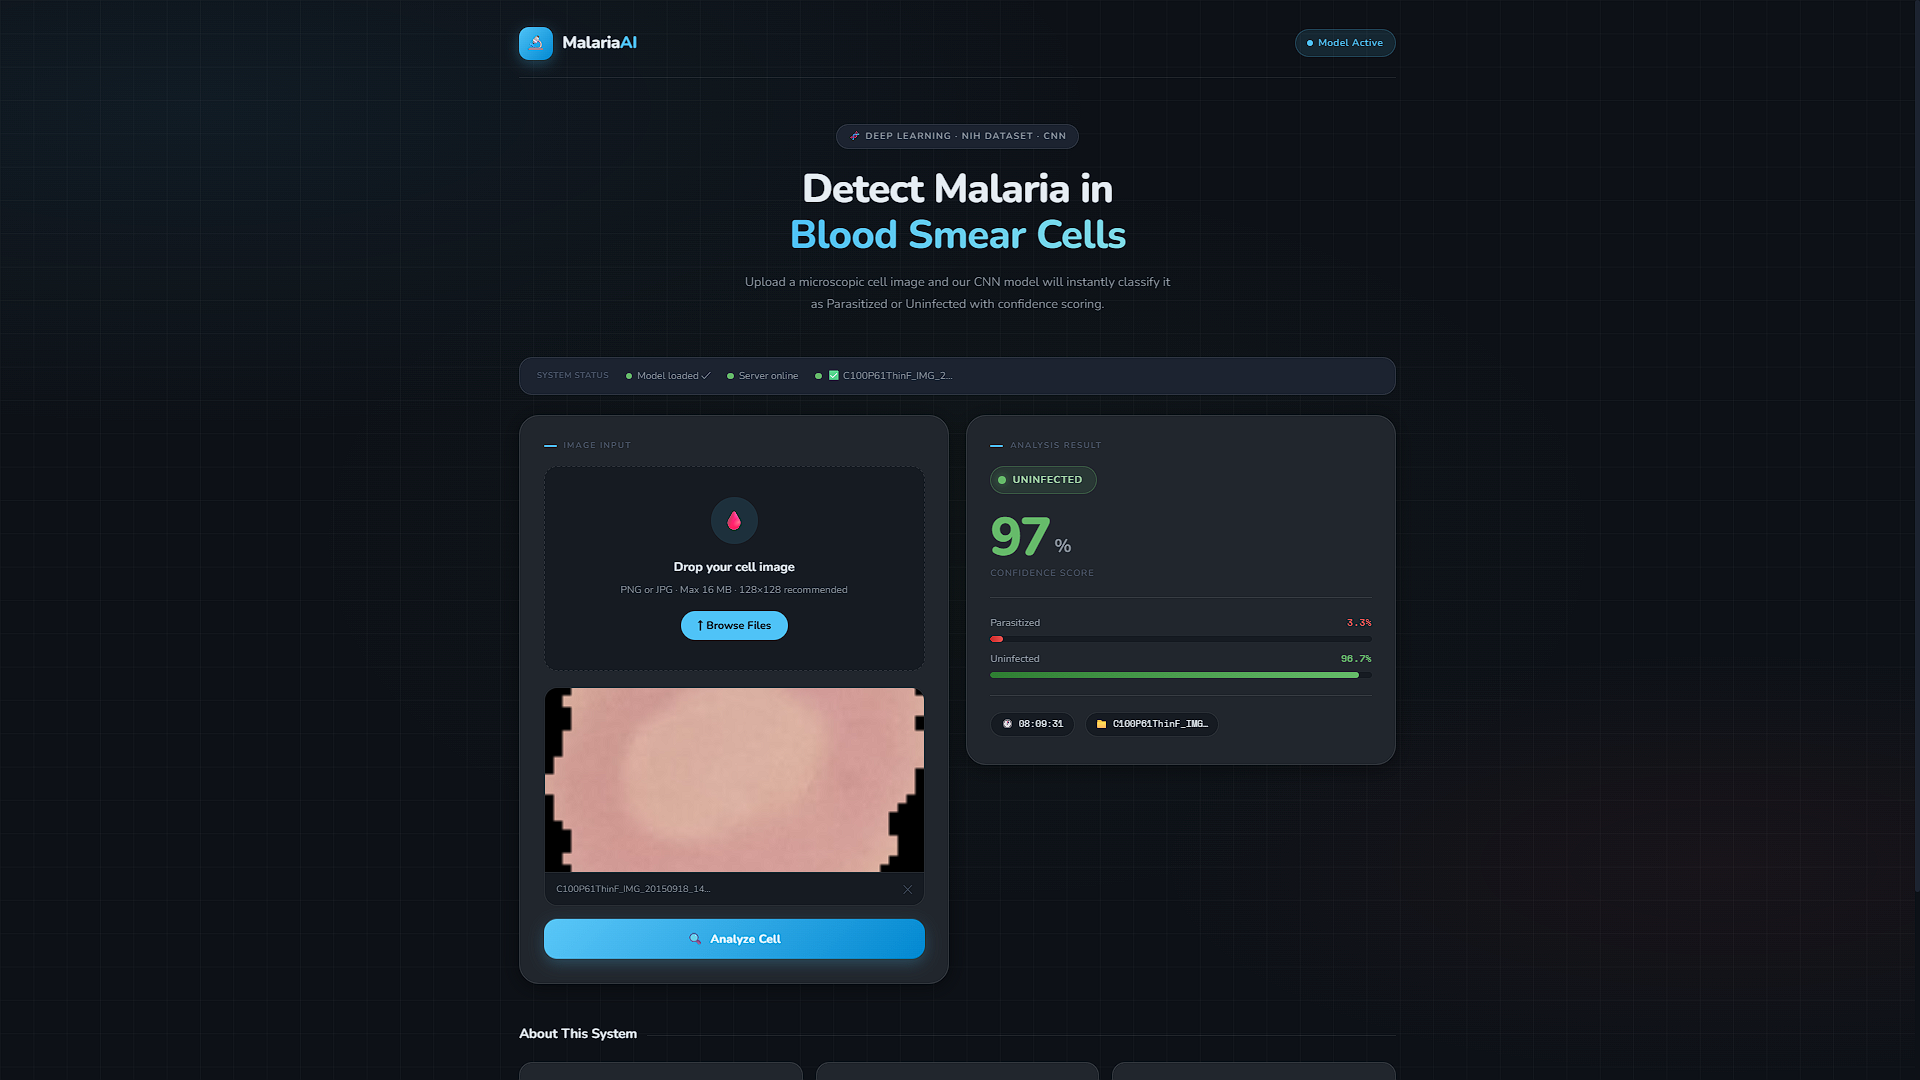 MalariaAI
Model Active
DEEP LEARNING · NIH DATASET · CNN
Detect Malaria in
Blood Smear Cells
Upload a microscopic cell image and our CNN model will instantly classify it
as Parasitized or Uninfected with confidence scoring.
SYSTEM STATUS Model loaded ✓ Server online ✅ C100P61ThinF_IMG_2...
IMAGE INPUT
Drop your cell image
PNG or JPG · Max 16 MB · 128×128 recommended
↑ Browse Files
C100P61ThinF_IMG_20150918_14...
Analyze Cell
ANALYSIS RESULT
UNINFECTED
97 %
CONFIDENCE SCORE
Parasitized 3.3%
Uninfected 96.7%
08:09:31 C100P61ThinF_IMG…
About This System